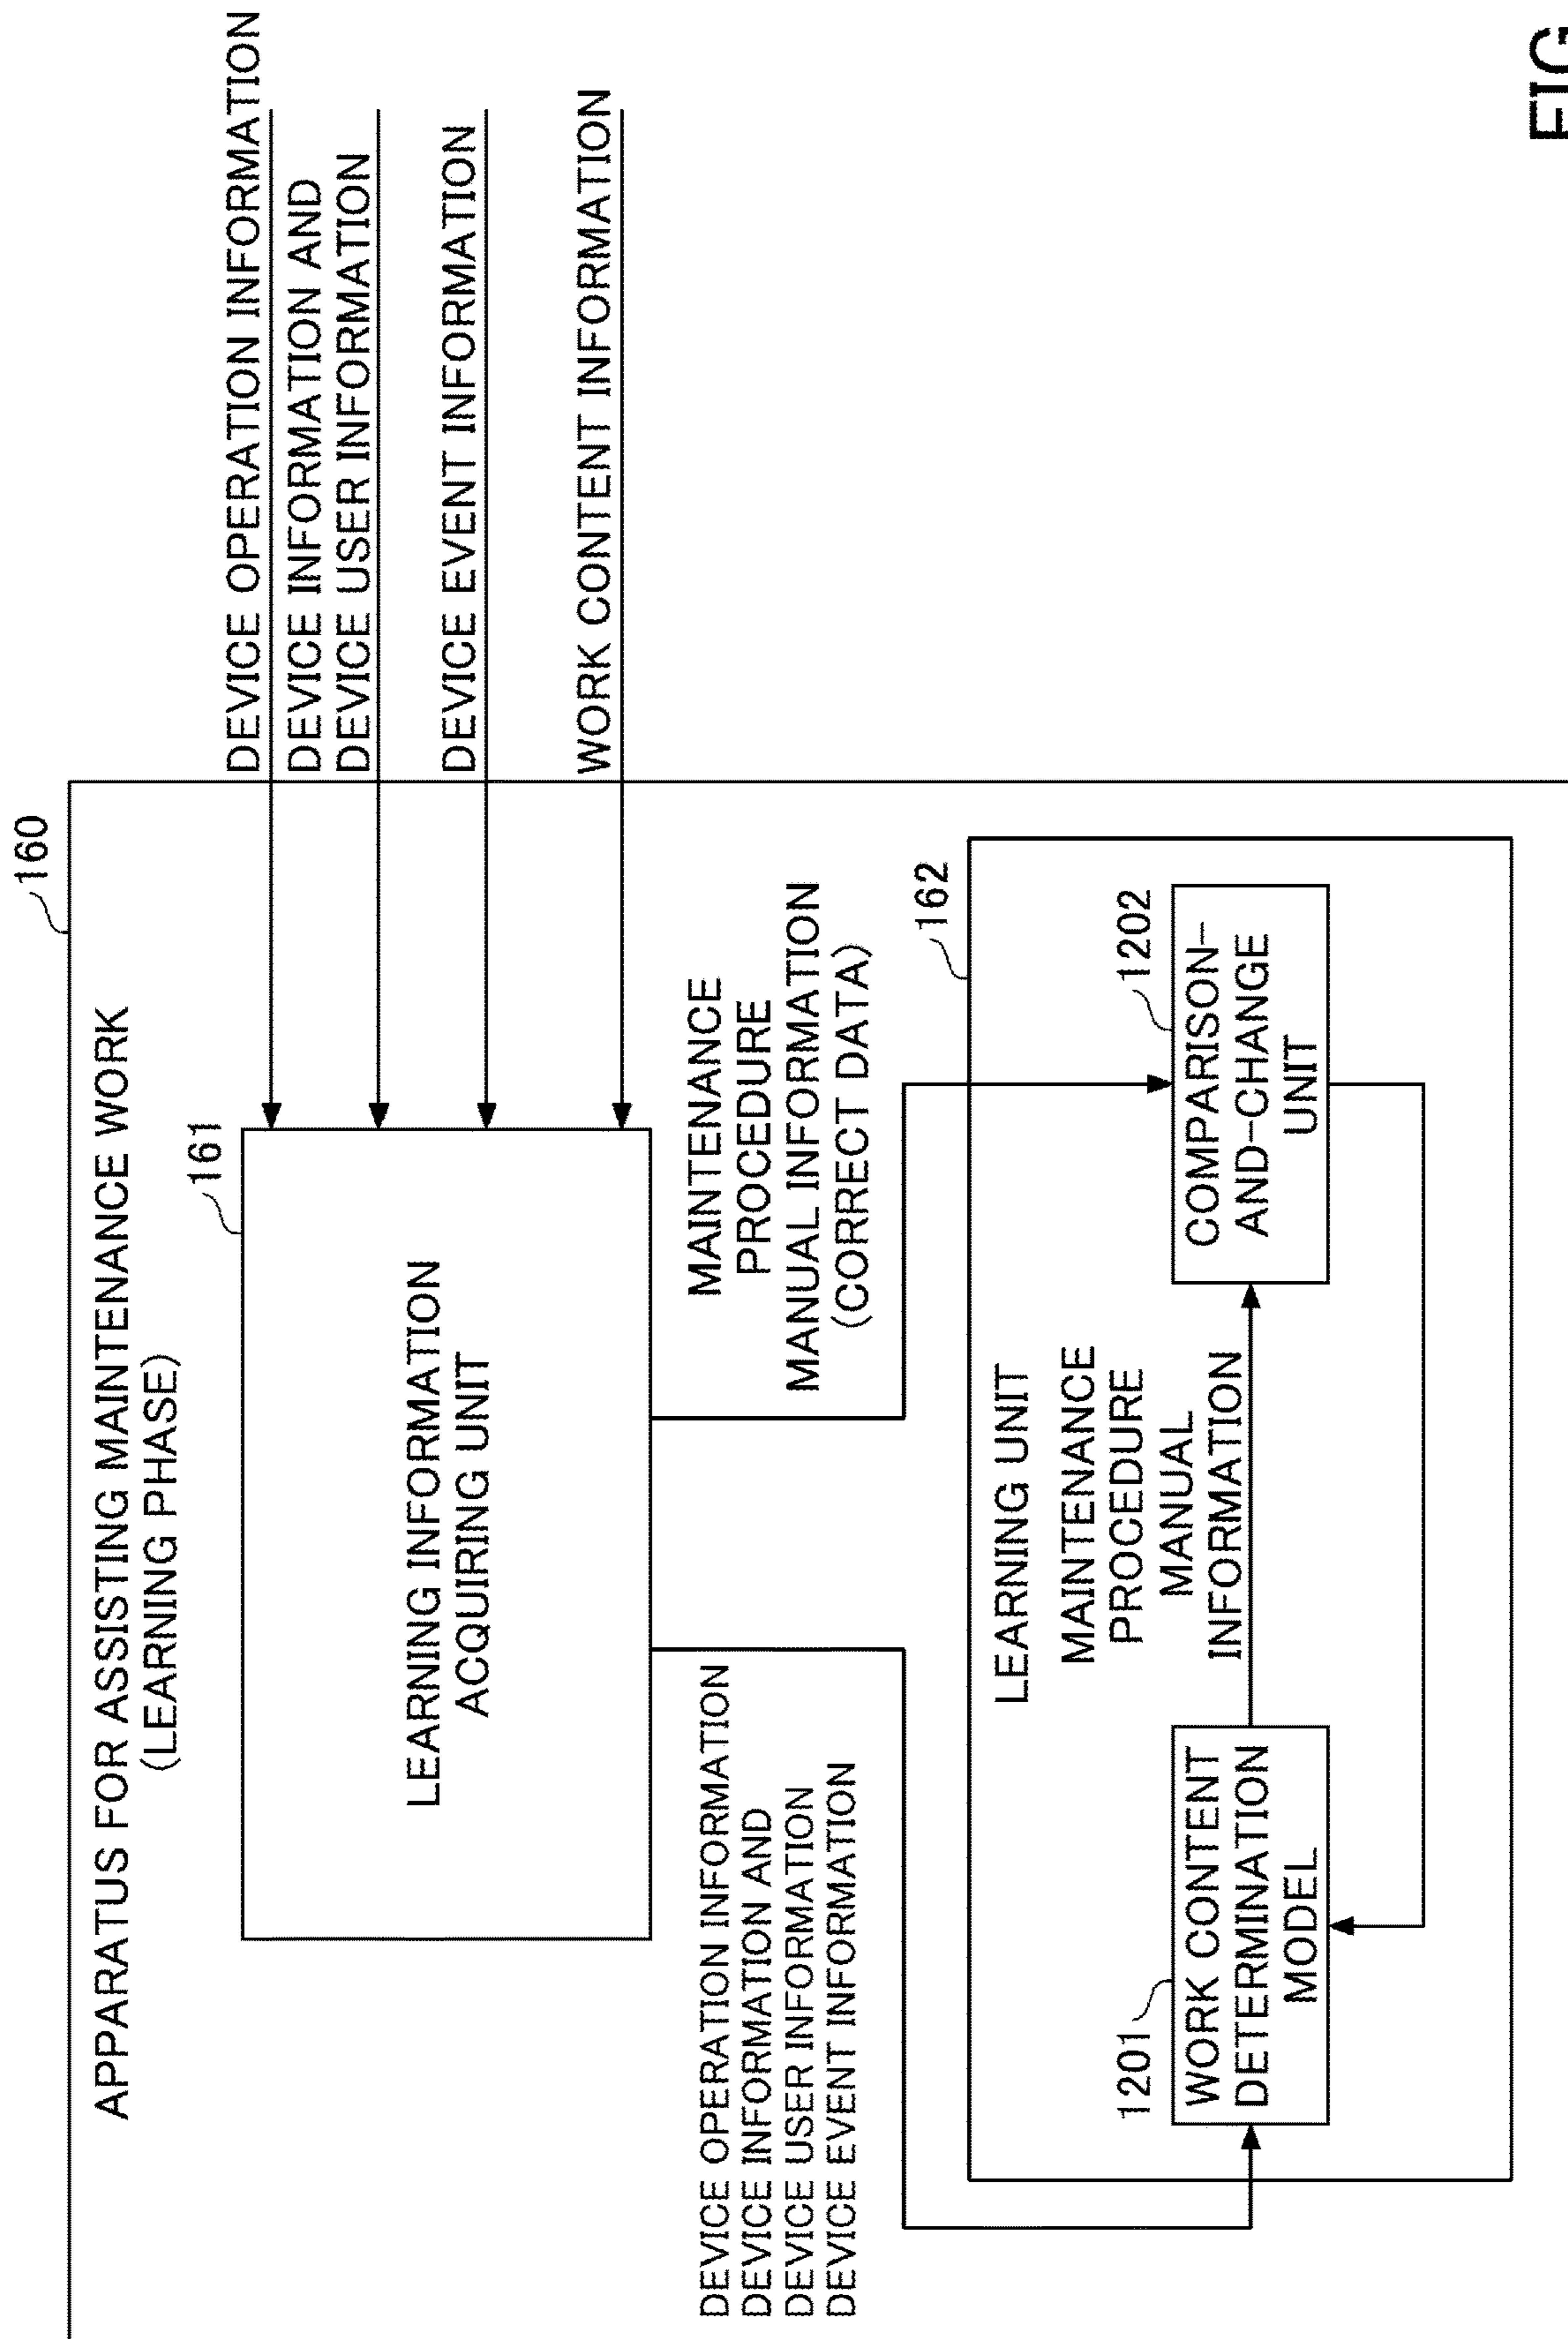 160
APPARATUS FOR ASSISTING MAINTENANCE WORK
(LEARNING PHASE)
161
LEARNING INFORMATION
ACQUIRING UNIT
DEVICE OPERATION INFORMATION
DEVICE INFORMATION AND
DEVICE USER INFORMATION
DEVICE EVENT INFORMATION
WORK CONTENT INFORMATION
DEVICE OPERATION INFORMATION
DEVICE INFORMATION AND
DEVICE USER INFORMATION
DEVICE EVENT INFORMATION
MAINTENANCE
PROCEDURE
MANUAL INFORMATION
(CORRECT DATA)
162
LEARNING UNIT
MAINTENANCE
PROCEDURE
MANUAL
INFORMATION
1201
WORK CONTENT
DETERMINATION
MODEL
1202
COMPARISON-
AND-CHANGE
UNIT